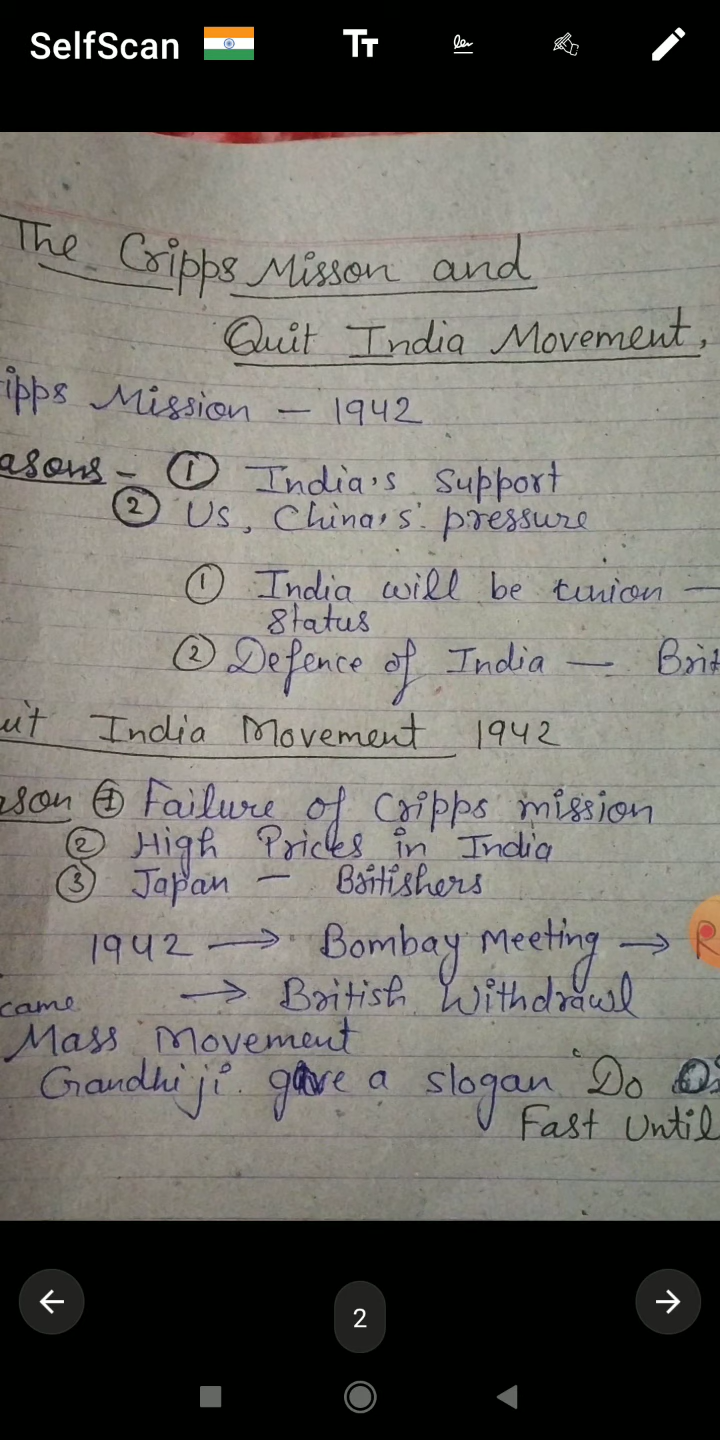 SelfScan
The Cripps Misson and
Quit India Movement,
ipps Mission — 1942
asons - ① India's Support
② US, China's. pressure
① India will be union —
Status
② Defence of India — Brit
uit India Movement 1942
ason ① Failure of Cripps mission
② High Prices in India
③ Japan — Britishers
1942 → Bombay Meeting → R
came → British Withdrawl
Mass Movement
Gandhiji gave a slogan 'Do Or
Fast Until
2